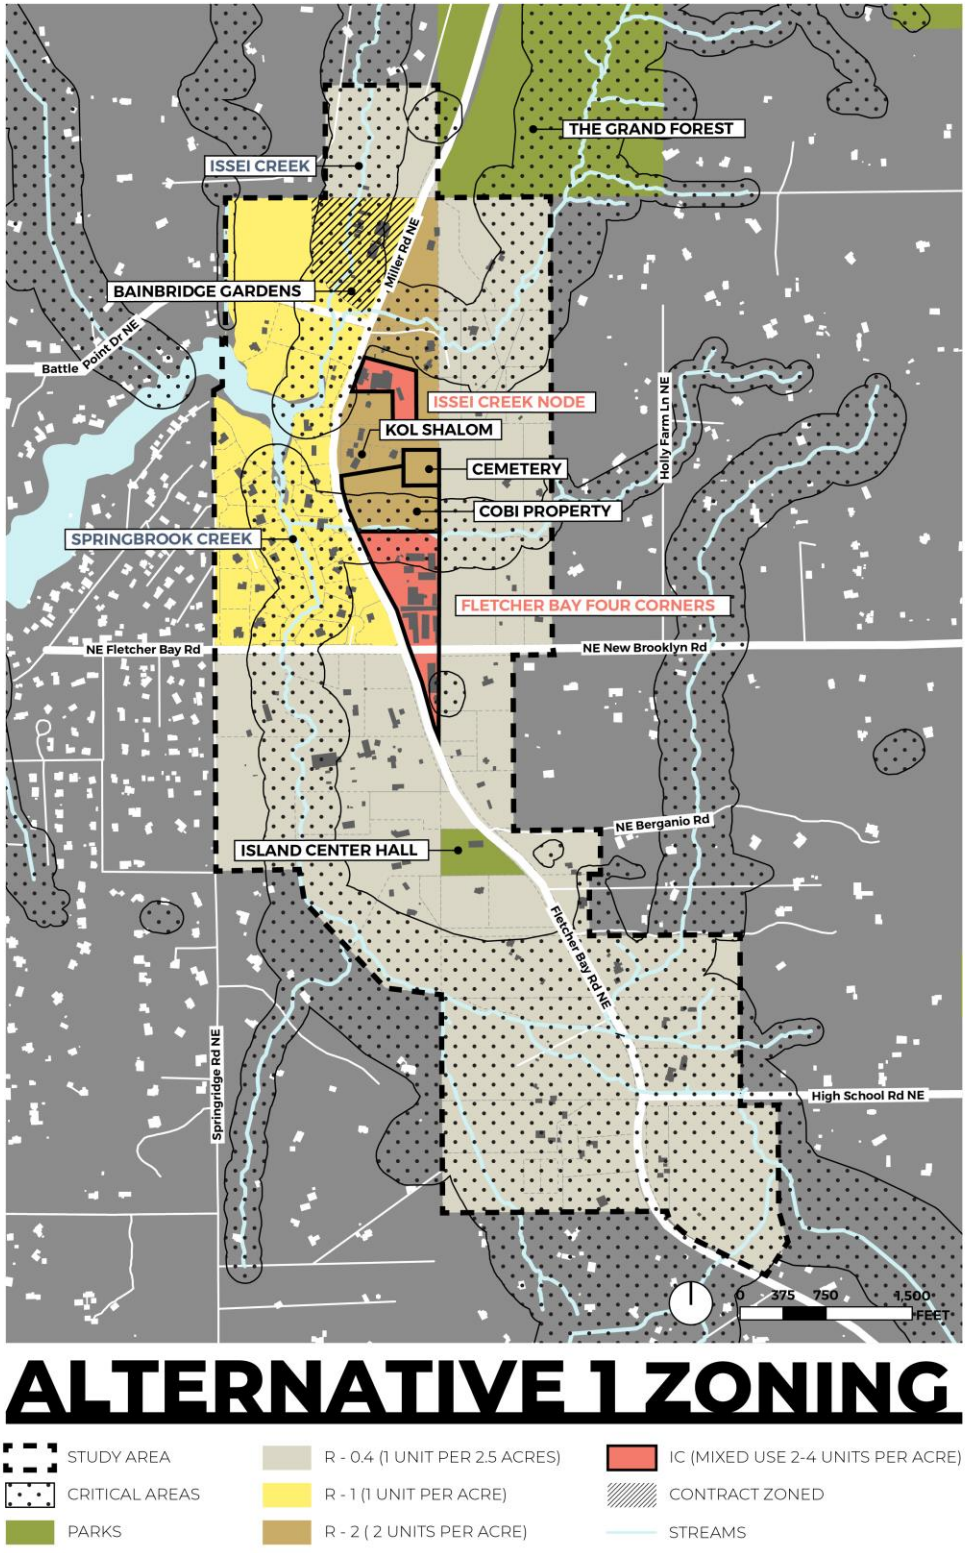 THE GRAND FOREST
ISSEI CREEK
Miller Rd NE
BAINBRIDGE GARDENS
Battle Point Dr NE
ISSEI CREEK NODE
Holly Farm Ln NE
KOL SHALOM
CEMETERY
COBI PROPERTY
SPRINGBROOK CREEK
FLETCHER BAY FOUR CORNERS
NE Fletcher Bay Rd
NE New Brooklyn Rd
NE Berganio Rd
ISLAND CENTER HALL
Fletcher Bay Rd NE
Springridge Rd NE
High School Rd NE
0 375 750 1,500
FEET
ALTERNATIVE 1 ZONING
STUDY AREA
R - 0.4 (1 UNIT PER 2.5 ACRES)
IC (MIXED USE 2-4 UNITS PER ACRE)
CRITICAL AREAS
R - 1 (1 UNIT PER ACRE)
CONTRACT ZONED
PARKS
R - 2 ( 2 UNITS PER ACRE)
STREAMS